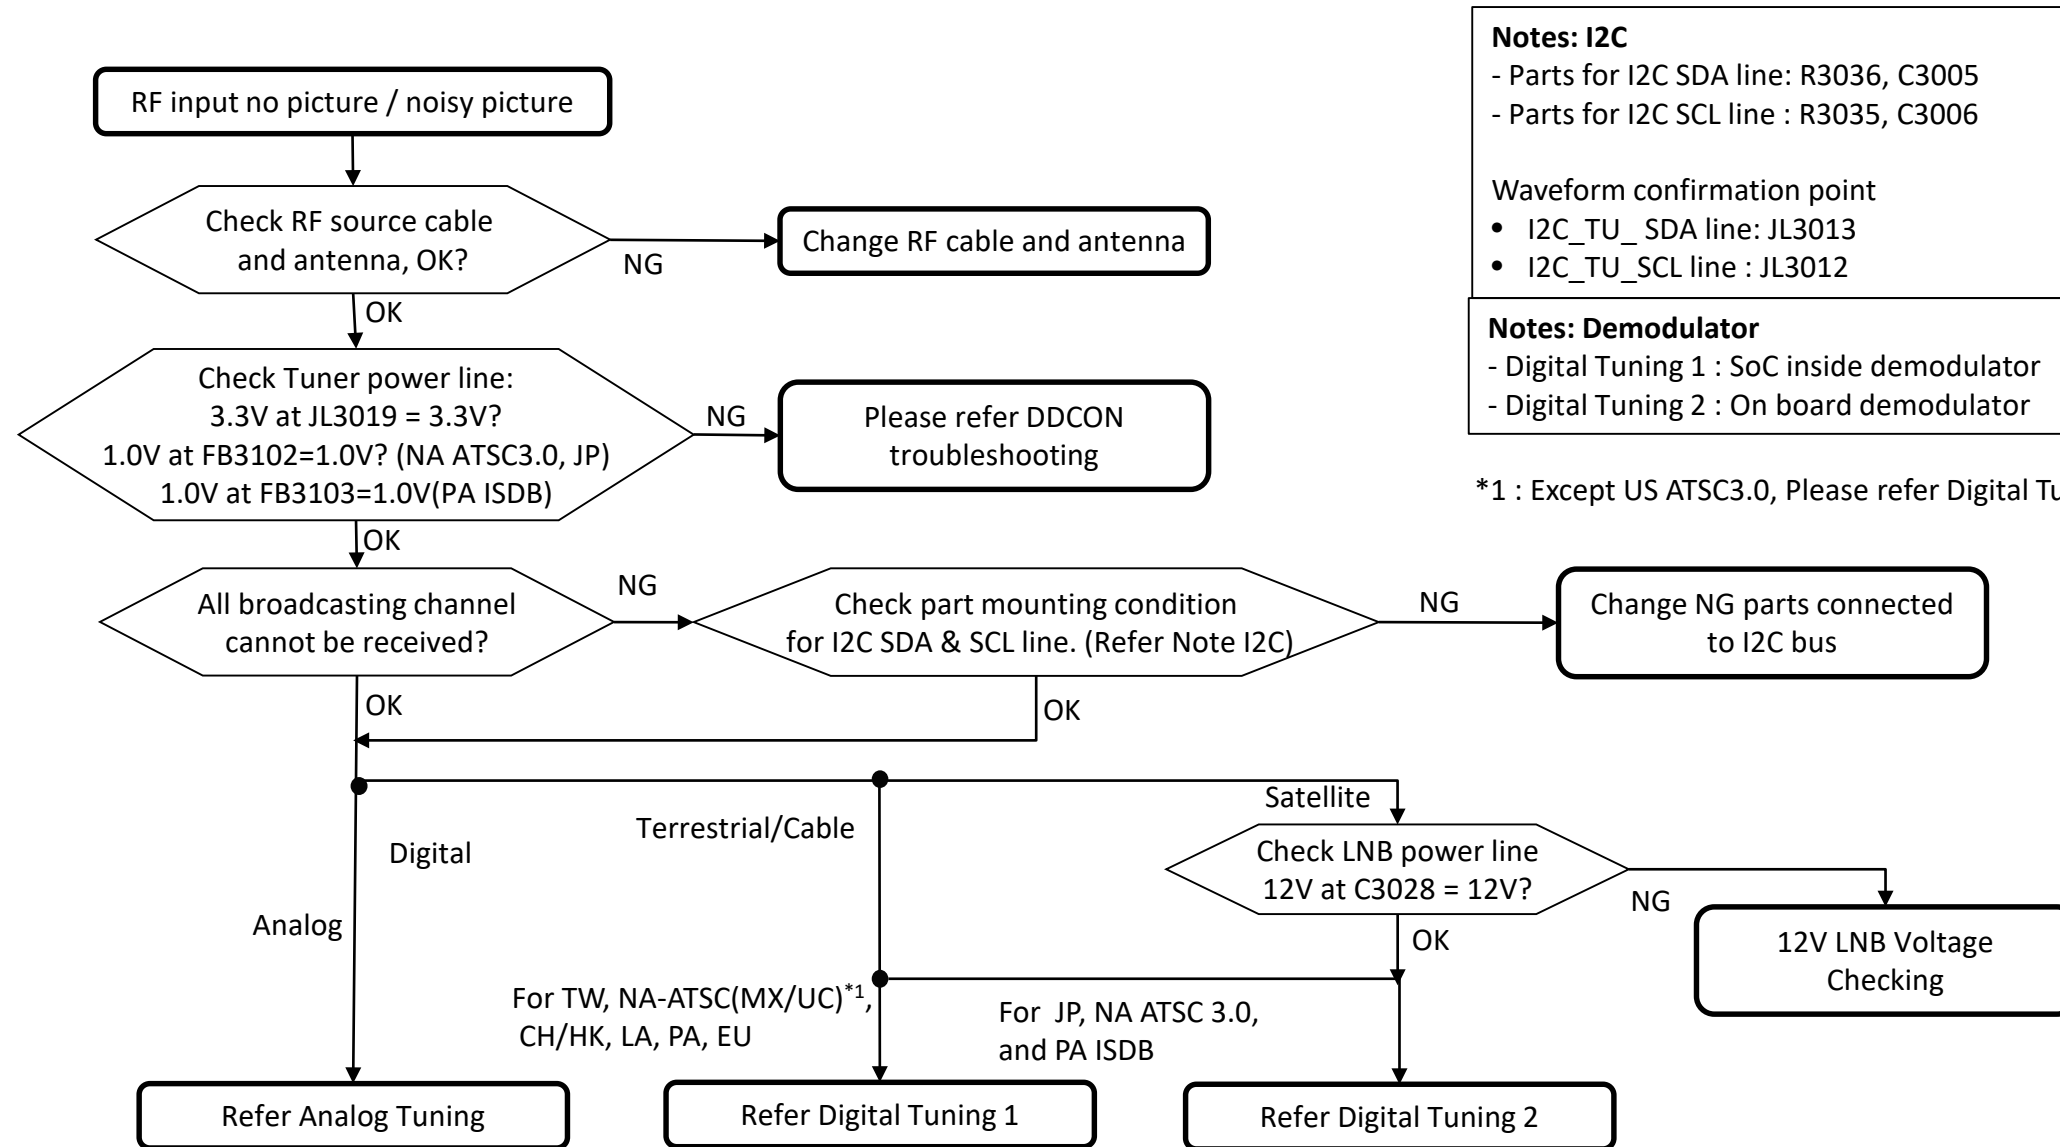 RF input no picture / noisy picture
Check RF source cable
and antenna, OK?
NG
Change RF cable and antenna
OK
Check Tuner power line:
3.3V at JL3019 = 3.3V?
1.0V at FB3102=1.0V? (NA ATSC3.0, JP)
1.0V at FB3103=1.0V(PA ISDB)
NG
Please refer DDCON
troubleshooting
OK
All broadcasting channel
cannot be received?
NG
Check part mounting condition
for I2C SDA & SCL line. (Refer Note I2C)
NG
Change NG parts connected
to I2C bus
OK
OK
Digital
Analog
Terrestrial/Cable
Satellite
Check LNB power line
12V at C3028 = 12V?
NG
12V LNB Voltage
Checking
OK
For TW, NA-ATSC(MX/UC)*1,
CH/HK, LA, PA, EU
For  JP, NA ATSC 3.0,
and PA ISDB
Refer Analog Tuning
Refer Digital Tuning 1
Refer Digital Tuning 2
Notes: I2C
- Parts for I2C SDA line: R3036, C3005
- Parts for I2C SCL line : R3035, C3006
Waveform confirmation point
• I2C_TU_ SDA line: JL3013
• I2C_TU_SCL line : JL3012
Notes: Demodulator
- Digital Tuning 1 : SoC inside demodulator
- Digital Tuning 2 : On board demodulator
*1 : Except US ATSC3.0, Please refer Digital